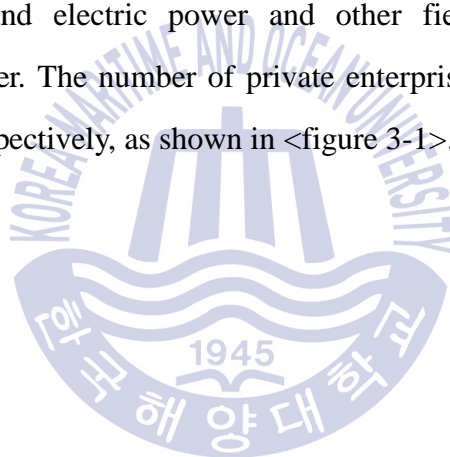 nd electric power and other fie
er. The number of private enterpris
pectively, as shown in <figure 3-1>.
KOREA MARITIME AND OCEAN UNIVERSITY
1945
한국해양대학교